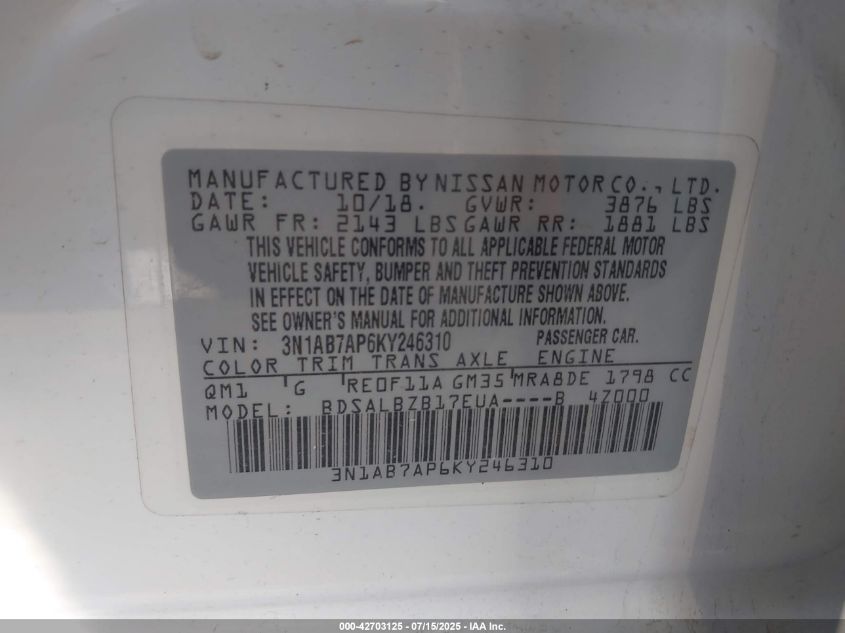 MANUFACTURED BY NISSAN MOTOR CO., LTD.
DATE: 10/18. GVWR: 3876 LBS
GAWR FR: 2143 LBS GAWR RR: 1881 LBS
THIS VEHICLE CONFORMS TO ALL APPLICABLE FEDERAL MOTOR
VEHICLE SAFETY, BUMPER AND THEFT PREVENTION STANDARDS
IN EFFECT ON THE DATE OF MANUFACTURE SHOWN ABOVE.
SEE OWNER'S MANUAL FOR ADDITIONAL INFORMATION.
VIN: 3N1AB7AP6KY246310 PASSENGER CAR.
COLOR TRIM TRANS AXLE ENGINE
QM1 G RE0F11A GM35 MRA8DE 1798 CC
MODEL: BDSALBZB17EUA----B 4Z000
3N1AB7AP6KY246310
000-42703125 - 07/15/2025 - IAA Inc.